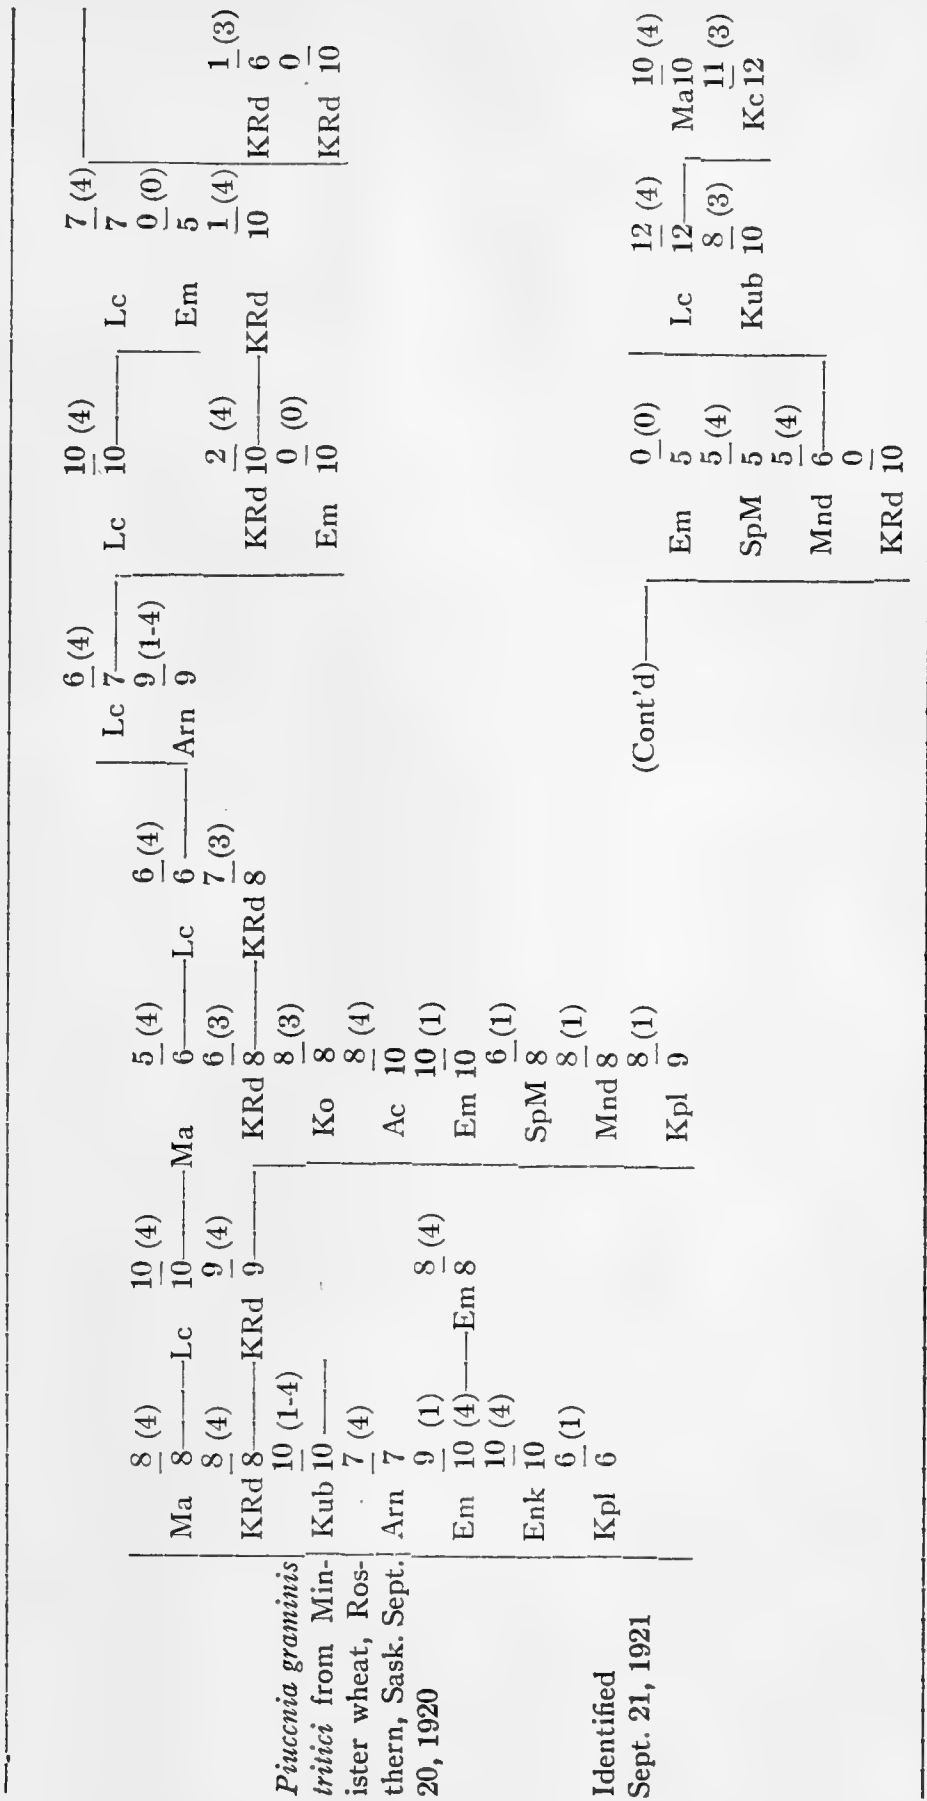 6 (4) 10 (4) 7 (4)
Lc 7 Lc 10 Lc 7
8 (4) 10 (4) 5 (4) 6 (4) 9 (1-4) 0 (0)
Ma 8 Lc 10 Ma 6 Lc 6 Arn 9 Em 5
8 (4) 9 (4) 6 (3) 7 (3) 2 (4) 1 (4) 1 (3)
KRd 8 KRd 9 KRd 8 KRd 8 KRd 10 KRd 10 KRd 6
Piuccnia graminis 10 (1-4) 8 (3) 0 (0) 0
tritici from Min- Kub 10 Ko 8 Em 10 KRd 10
ister wheat, Ros- 7 (4) 8 (4)
thern, Sask. Sept. Arn 7 Ac 10
20, 1920 9 (1) 8 (4) 10 (1)
Em 10 (4) Em 8 Em 10
10 (4) 6 (1)
Enk 10 SpM 8
6 (1) 8 (1)
Identified Kpl 6 Mnd 8
Sept. 21, 1921 8 (1) (Cont'd) 0 (0) 12 (4) 10 (4)
Kpl 9 Em 5 Lc 12 Ma 10
5 (4) 8 (3) 11 (3)
SpM 5 Kub 10 Kc 12
5 (4)
Mnd 6
0
KRd 10